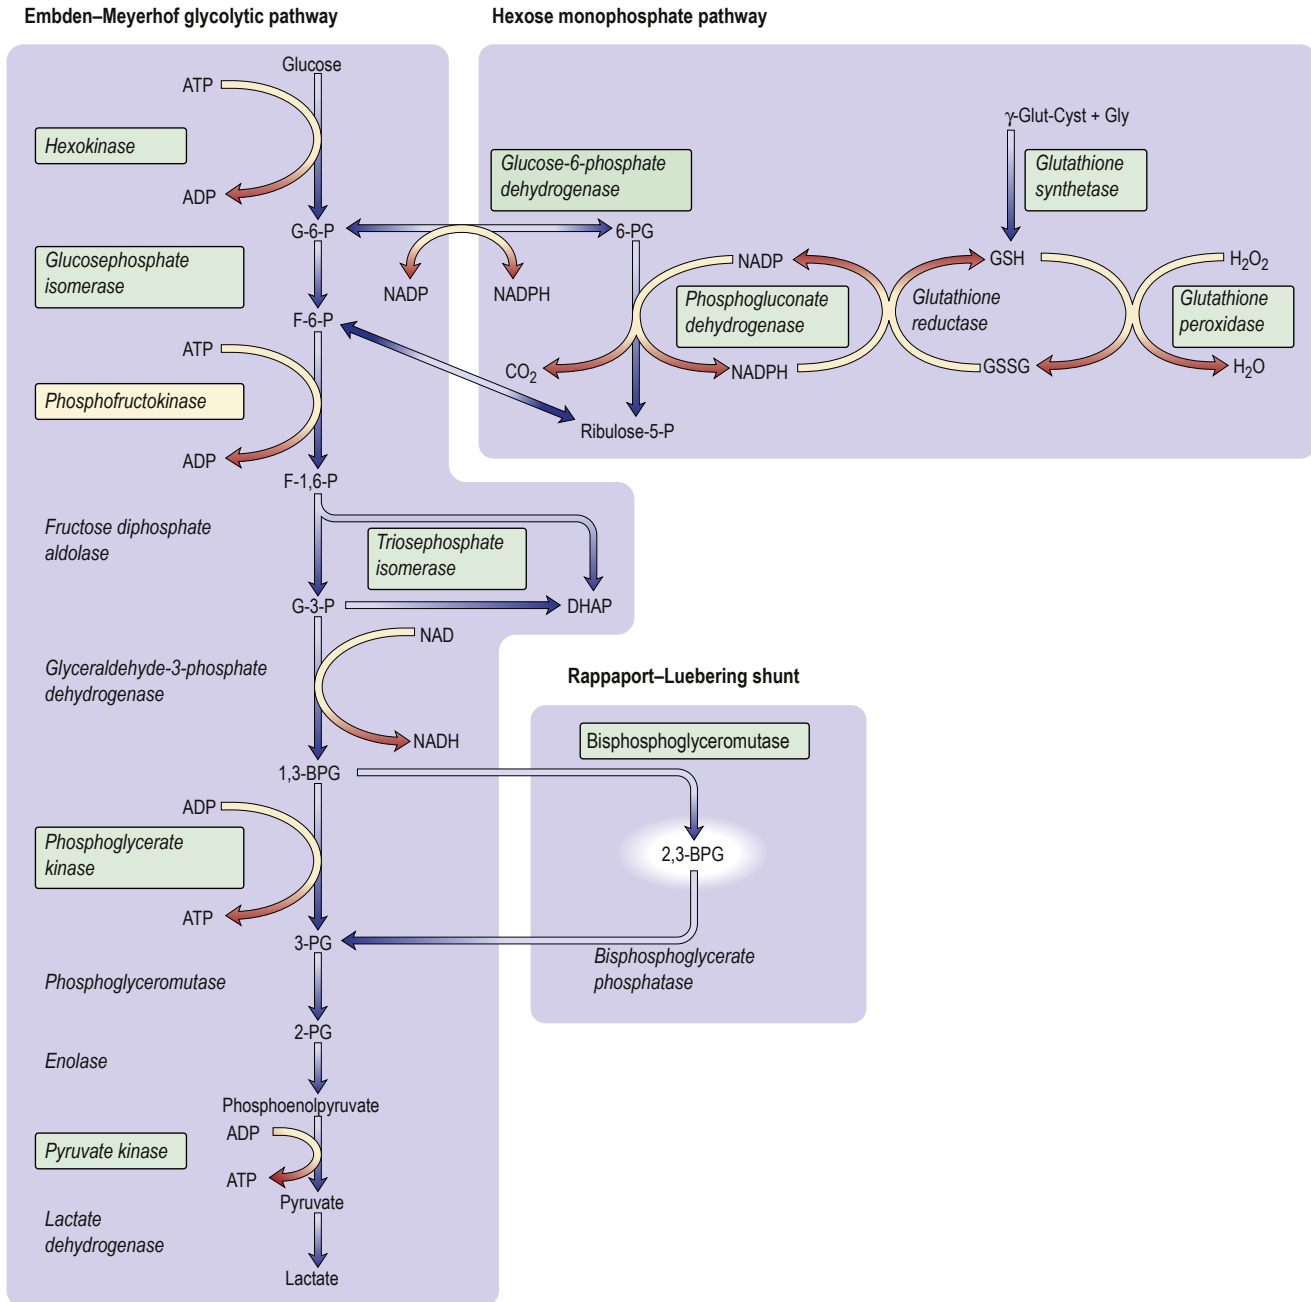 Embden–Meyerhof glycolytic pathway
Glucose
ATP
Hexokinase
ADP
G-6-P
Glucosephosphate
isomerase
F-6-P
ATP
Phosphofructokinase
ADP
F-1,6-P
Fructose diphosphate
aldolase
Triosephosphate
isomerase
G-3-P
DHAP
NAD
Glyceraldehyde-3-phosphate
dehydrogenase
NADH
1,3-BPG
ADP
Phosphoglycerate
kinase
ATP
3-PG
Phosphoglyceromutase
2-PG
Enolase
Phosphoenolpyruvate
ADP
Pyruvate kinase
ATP
Pyruvate
Lactate
dehydrogenase
Lactate
Hexose monophosphate pathway
γ-Glut-Cyst + Gly
Glucose-6-phosphate
dehydrogenase
Glutathione
synthetase
6-PG
NADP
NADPH
NADP
GSH
H₂O₂
Phosphogluconate
dehydrogenase
Glutathione
reductase
Glutathione
peroxidase
CO₂
NADPH
GSSG
H₂O
Ribulose-5-P
Rappaport–Luebering shunt
Bisphosphoglyceromutase
2,3-BPG
Bisphosphoglycerate
phosphatase